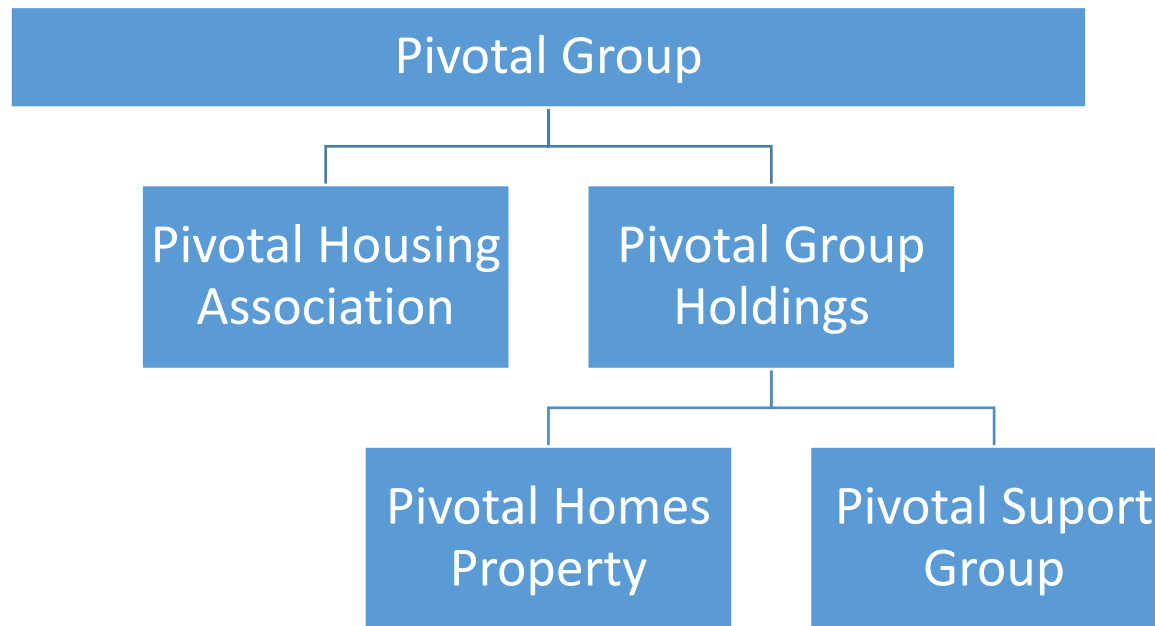 Pivotal Group
Pivotal Housing
Association
Pivotal Group
Holdings
Pivotal Homes
Property
Pivotal Suport
Group